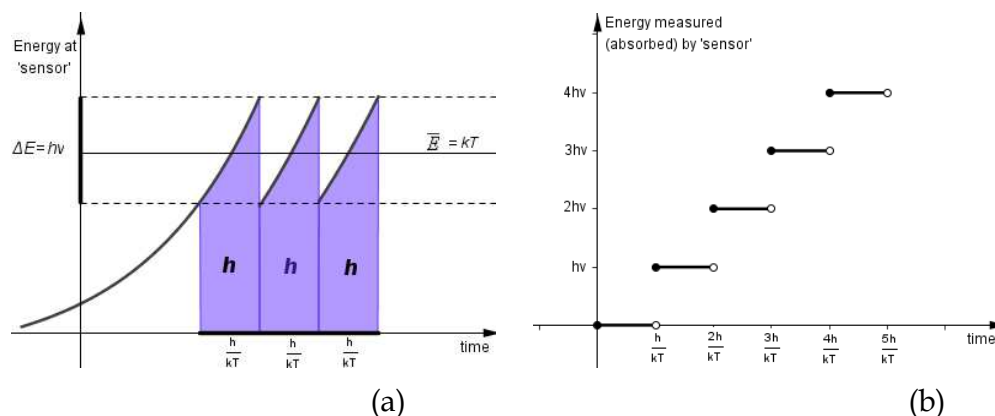 Energy at
'sensor'
ΔE = hν
E̅ = kT
h h h
h/kT h/kT h/kT
time
(a)
Energy measured
(absorbed) by 'sensor'
4hν
3hν
2hν
hν
h/kT 2h/kT 3h/kT 4h/kT 5h/kT
time
(b)